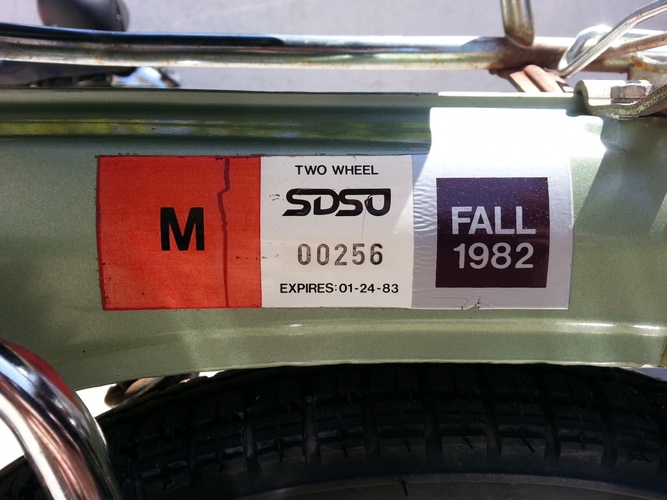 M
TWO WHEEL
SDSU
00256
EXPIRES:01-24-83
FALL
1982